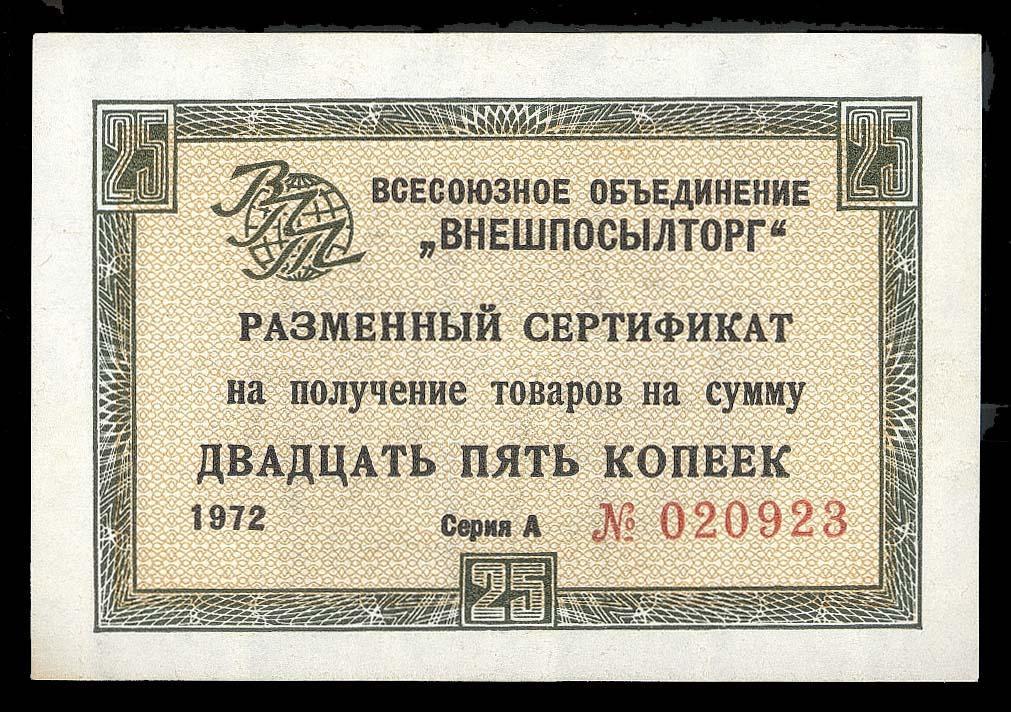 25 25
ВПТ
ВСЕСОЮЗНОЕ ОБЪЕДИНЕНИЕ
„ВНЕШПОСЫЛТОРГ“
РАЗМЕННЫЙ СЕРТИФИКАТ
на получение товаров на сумму
ДВАДЦАТЬ ПЯТЬ КОПЕЕК
1972 Серия А № 020923
25